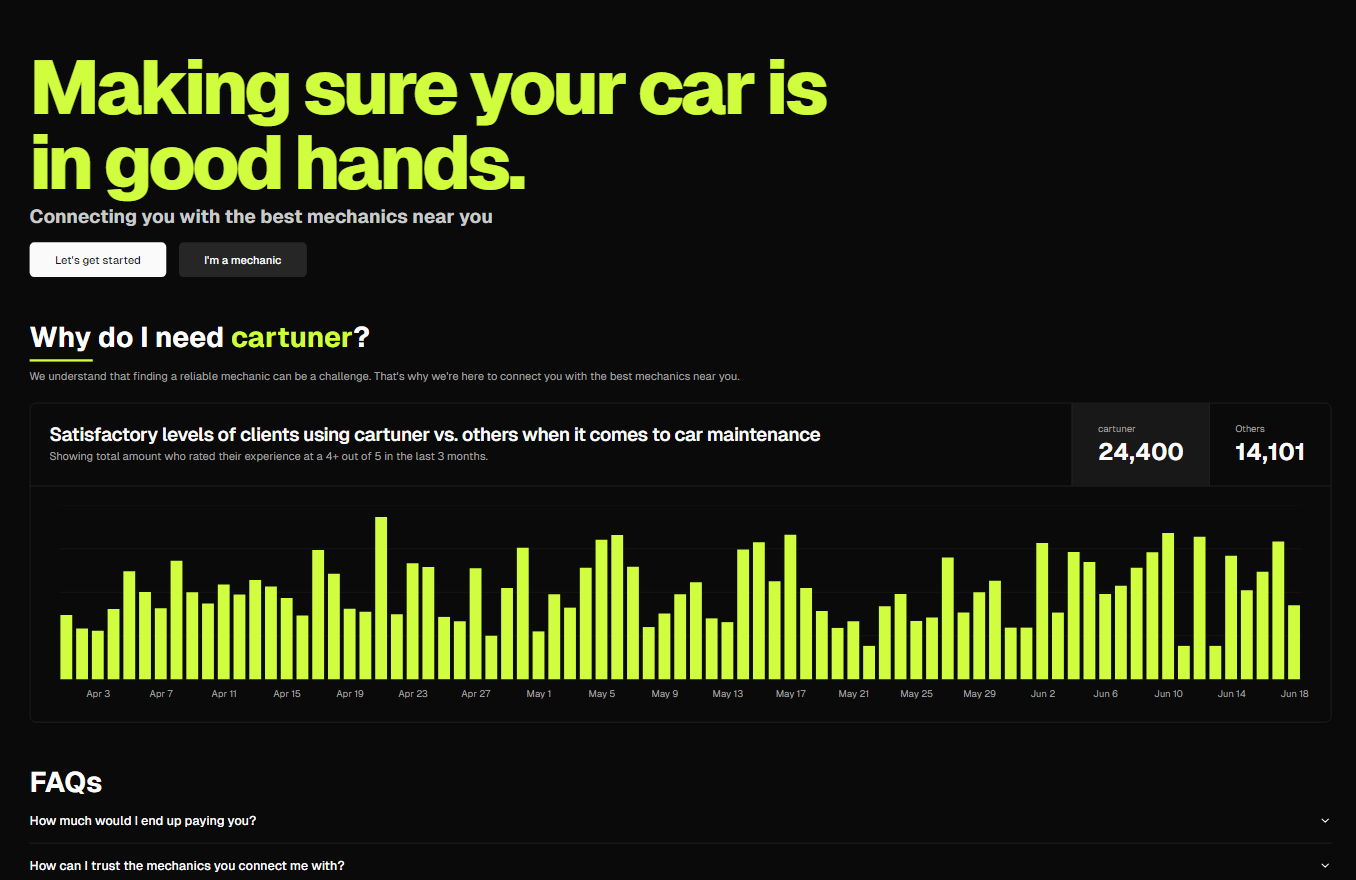 Making sure your car is
in good hands.
Connecting you with the best mechanics near you
Let's get started
I'm a mechanic
Why do I need cartuner?
We understand that finding a reliable mechanic can be a challenge. That's why we're here to connect you with the best mechanics near you.
Satisfactory levels of clients using cartuner vs. others when it comes to car maintenance
Showing total amount who rated their experience at a 4+ out of 5 in the last 3 months.
cartuner
24,400
Others
14,101
Apr 3 Apr 7 Apr 11 Apr 15 Apr 19 Apr 23 Apr 27 May 1 May 5 May 9 May 13 May 17 May 21 May 25 May 29 Jun 2 Jun 6 Jun 10 Jun 14 Jun 18
FAQs
How much would I end up paying you?
How can I trust the mechanics you connect me with?